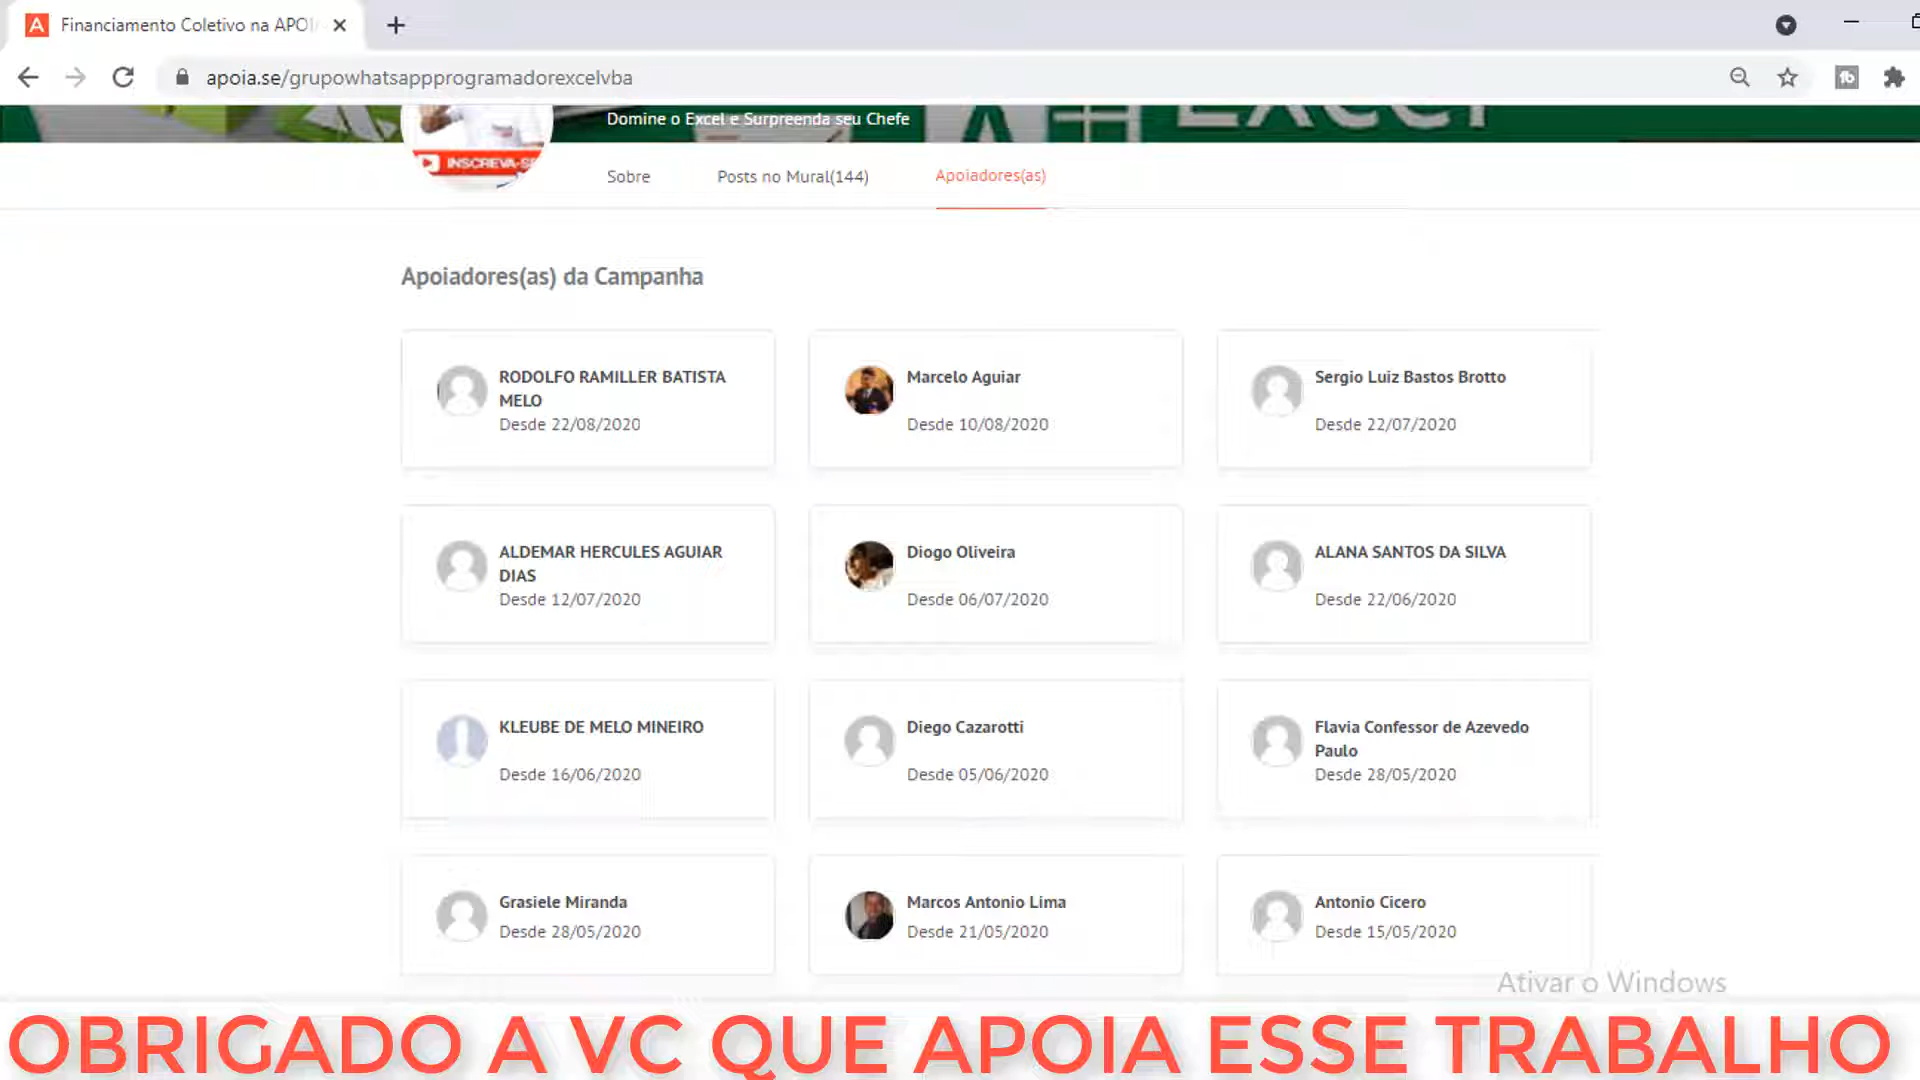 Financiamento Coletivo na APOI
apoia.se/grupowhatsappprogramadorexcelvba
Domine o Excel e Surpreenda seu Chefe
INSCREVA-SE
Sobre
Posts no Mural(144)
Apoiadores(as)
Apoiadores(as) da Campanha
RODOLFO RAMILLER BATISTA
MELO
Desde 22/08/2020
Marcelo Aguiar
Desde 10/08/2020
Sergio Luiz Bastos Brotto
Desde 22/07/2020
ALDEMAR HERCULES AGUIAR
DIAS
Desde 12/07/2020
Diogo Oliveira
Desde 06/07/2020
ALANA SANTOS DA SILVA
Desde 22/06/2020
KLEUBE DE MELO MINEIRO
Desde 16/06/2020
Diego Cazarotti
Desde 05/06/2020
Flavia Confessor de Azevedo
Paulo
Desde 28/05/2020
Grasiele Miranda
Desde 28/05/2020
Marcos Antonio Lima
Desde 21/05/2020
Antonio Cicero
Desde 15/05/2020
Ativar o Windows
OBRIGADO A VC QUE APOIA ESSE TRABALHO